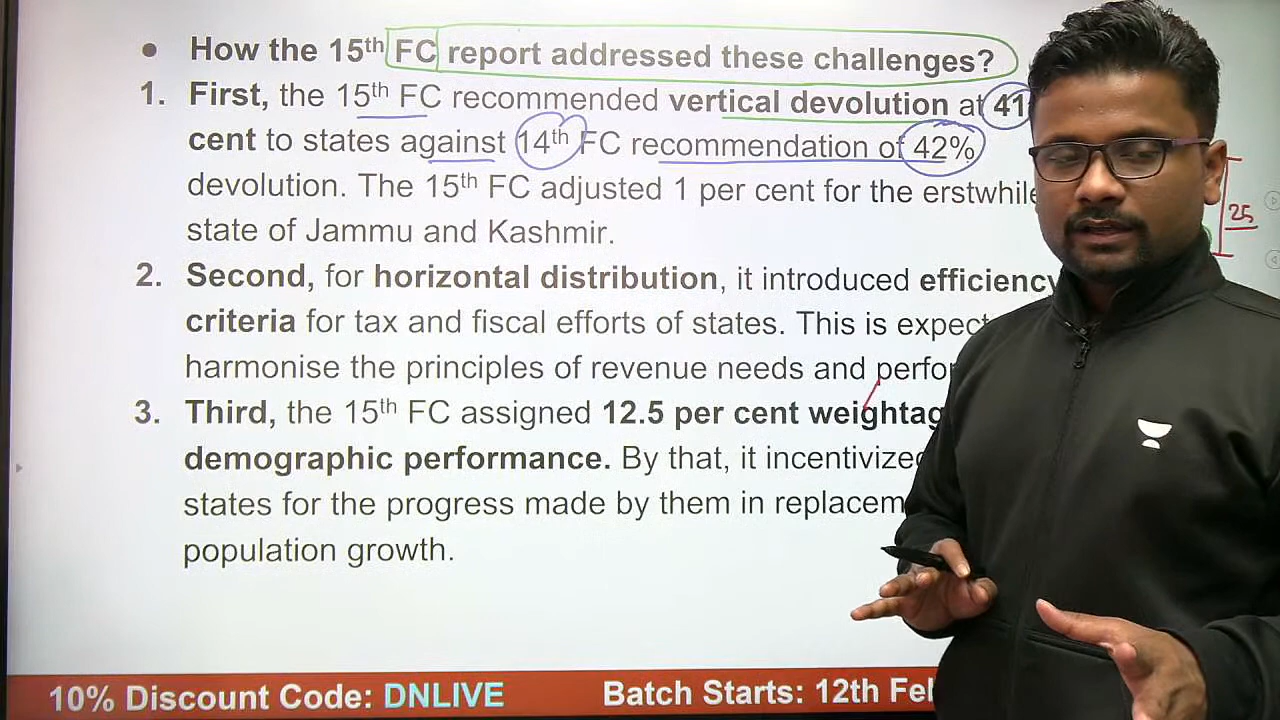 ● How the 15th FC report addressed these challenges?
1. First, the 15th FC recommended vertical devolution at 41
cent to states against 14th FC recommendation of 42%
devolution. The 15th FC adjusted 1 per cent for the erstwhile
state of Jammu and Kashmir.
2. Second, for horizontal distribution, it introduced efficiency
criteria for tax and fiscal efforts of states. This is
harmonise the principles of revenue needs and
3. Third, the 15th FC assigned 12.5 per cent
demographic performance. By that, it incentivized
states for the progress made by them in
population growth.
25
10% Discount Code: DNLIVE
Batch Starts: 12th